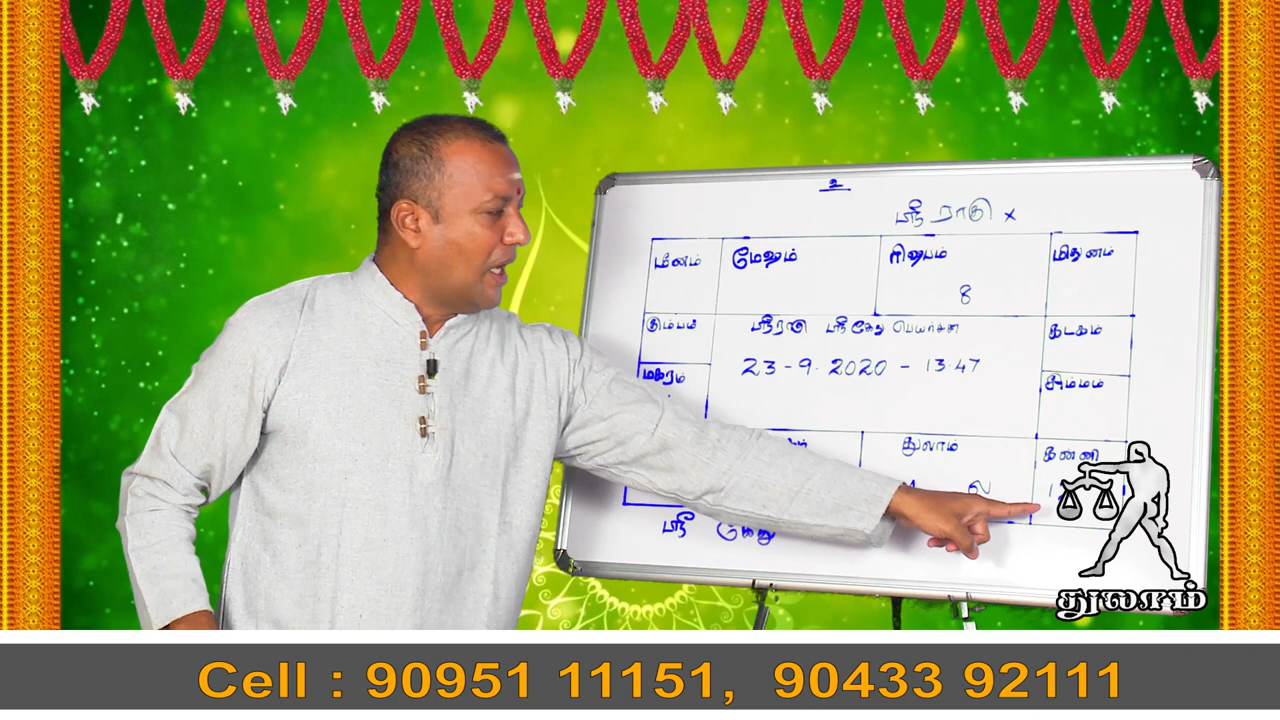 உ
ஸ்ரீ ராகு x
மீனம் மேஷம் ரிஷபம் மிதுனம்
8
கும்பம் ஸ்ரீராகு ஸ்ரீ கேது பெயர்ச்சி கடகம்
23-9-2020 - 13.47
மகரம் சிம்மம்
துலாம் கன்னி
ல
ஸ்ரீ
துலாம்
Cell : 90951 11151, 90433 92111